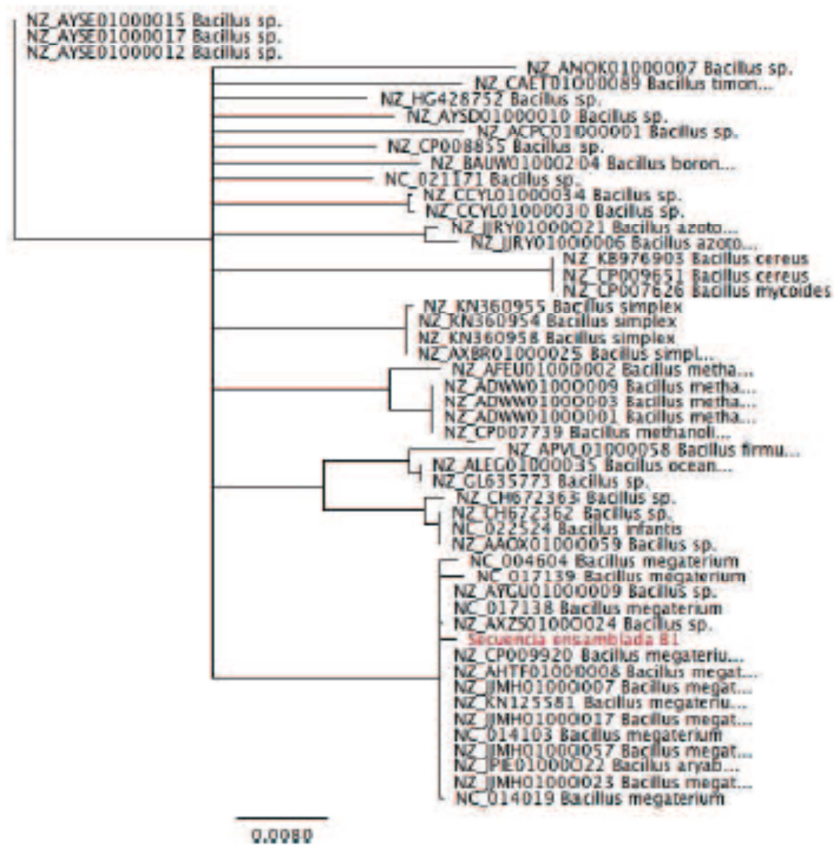 NZ_AYSE01000015 Bacillus sp.
NZ_AYSE01000017 Bacillus sp.
NZ_AYSE01000012 Bacillus sp.
NZ_ANOK01000007 Bacillus sp.
NZ_CAET01000089 Bacillus timon...
NZ_HG428752 Bacillus sp.
NZ_AYSD01000010 Bacillus sp.
NZ_ACPC01000001 Bacillus sp.
NZ_CP008855 Bacillus sp.
NZ_BAUW01000204 Bacillus boron...
NC_021171 Bacillus sp.
NZ_CCYL01000034 Bacillus sp.
NZ_CCYL01000030 Bacillus sp.
NZ_JJRY01000021 Bacillus azoto...
NZ_JJRY01000006 Bacillus azoto...
NZ_KB976903 Bacillus cereus
NZ_CP009651 Bacillus cereus
NZ_CP007626 Bacillus mycoides
NZ_KN360955 Bacillus simplex
NZ_KN360954 Bacillus simplex
NZ_KN360958 Bacillus simplex
NZ_AXBR01000025 Bacillus simpl...
NZ_AFEU01000002 Bacillus metha...
NZ_ADWW01000009 Bacillus metha...
NZ_ADWW01000003 Bacillus metha...
NZ_ADWW01000001 Bacillus metha...
NZ_CP007739 Bacillus methanoli...
NZ_APVL01000058 Bacillus firmu...
NZ_ALEG01000035 Bacillus ocean...
NZ_GL635773 Bacillus sp.
NZ_CH672363 Bacillus sp.
NZ_CH672362 Bacillus sp.
NC_022524 Bacillus infantis
NZ_AAOX01000059 Bacillus sp.
NC_004604 Bacillus megaterium
NC_017139 Bacillus megaterium
NZ_AYGU01000009 Bacillus sp.
NC_017138 Bacillus megaterium
NZ_AXZS01000024 Bacillus sp.
Secuencia ensamblada B1
NZ_CP009920 Bacillus megateriu...
NZ_AHTF01000008 Bacillus megat...
NZ_JJMH01000007 Bacillus megat...
NZ_KN125581 Bacillus megateriu...
NZ_JJMH01000017 Bacillus megat...
NC_014103 Bacillus megaterium
NZ_JJMH01000057 Bacillus megat...
NZ_JPIE01000022 Bacillus aryab...
NZ_JJMH01000023 Bacillus megat...
NC_014019 Bacillus megaterium
0.0080